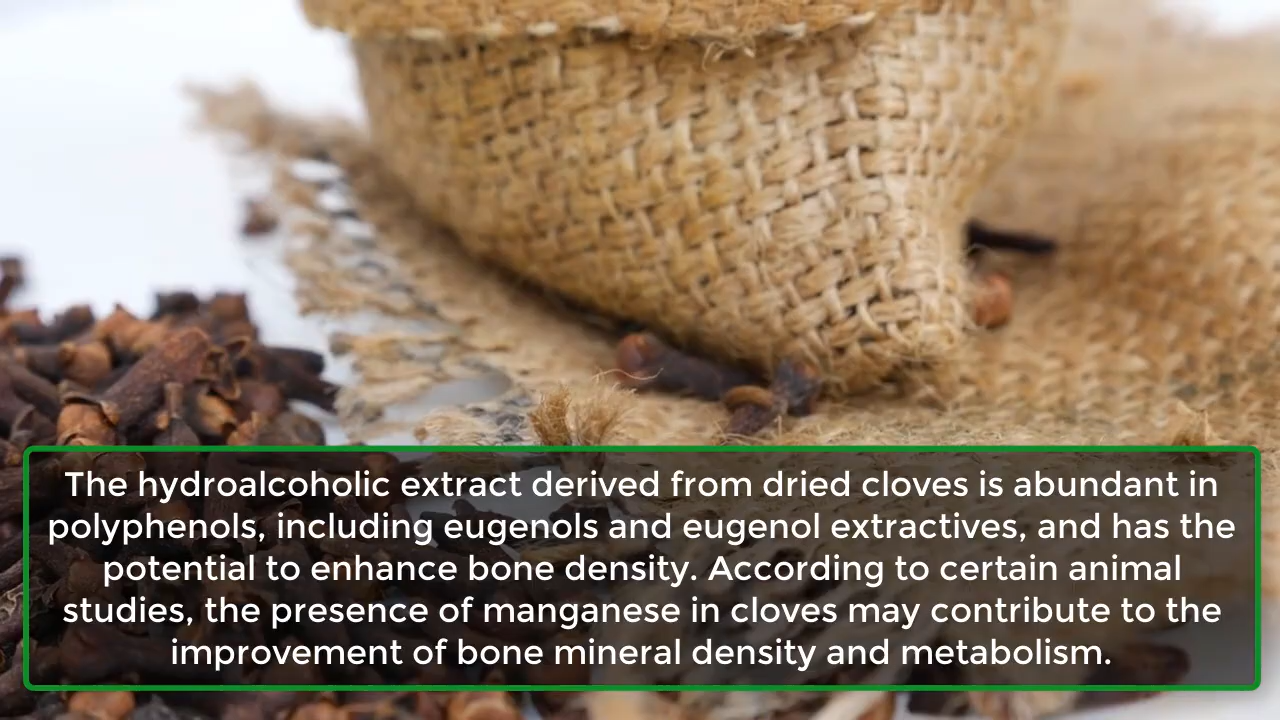 The hydroalcoholic extract derived from dried cloves is abundant in
polyphenols, including eugenols and eugenol extractives, and has the
potential to enhance bone density. According to certain animal
studies, the presence of manganese in cloves may contribute to the
improvement of bone mineral density and metabolism.